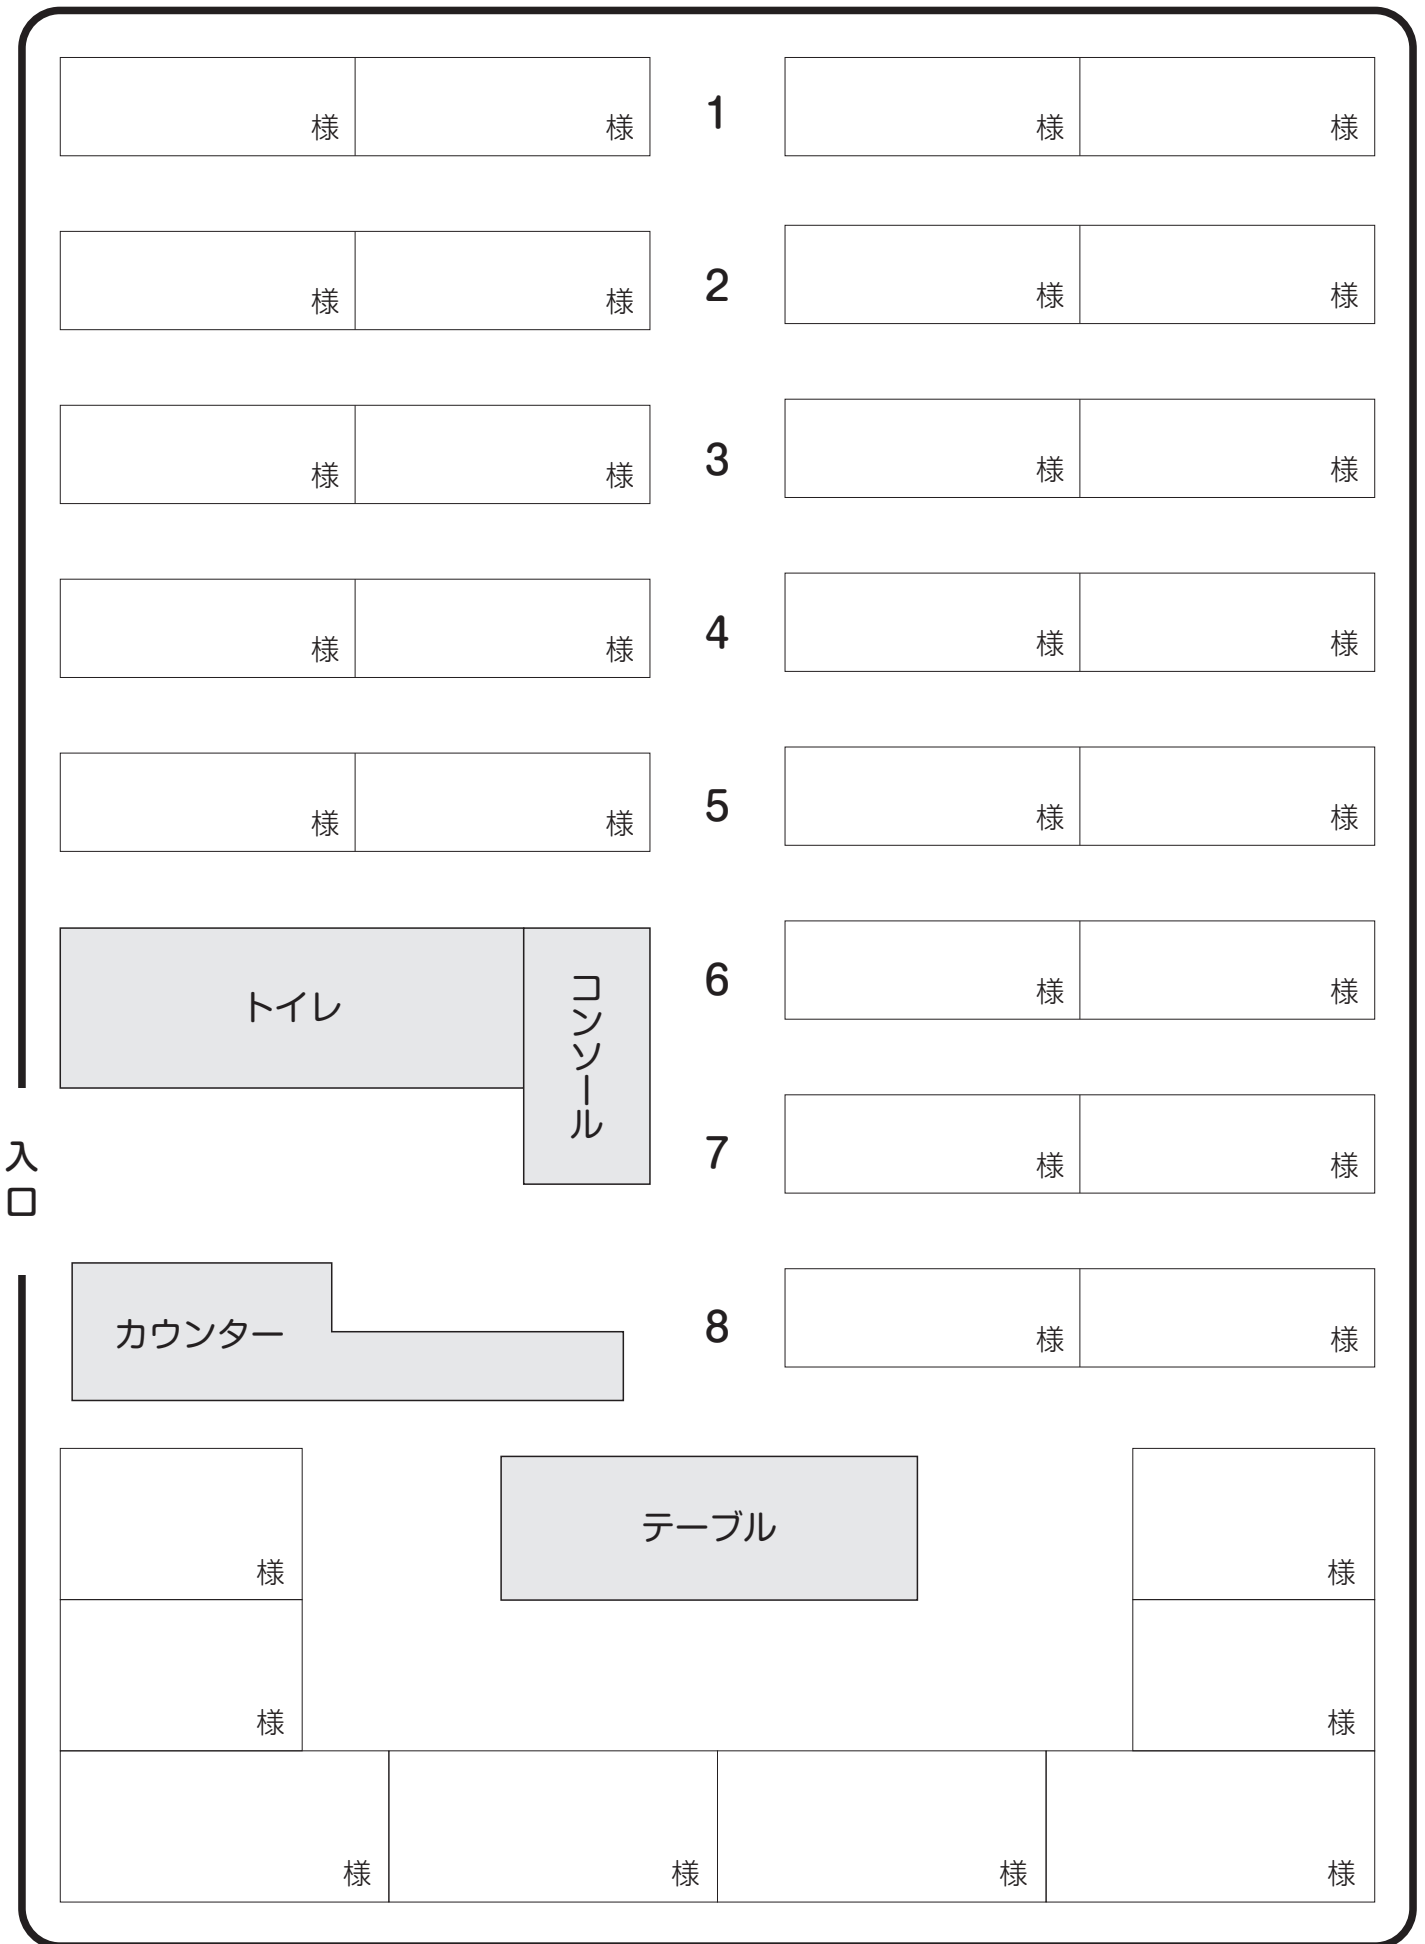 様 様 1 様 様
様 様 2 様 様
様 様 3 様 様
様 様 4 様 様
様 様 5 様 様
トイレ
コンソール
6 様 様
入口
7 様 様
カウンター
8 様 様
様
テーブル
様
様
様
様 様 様 様